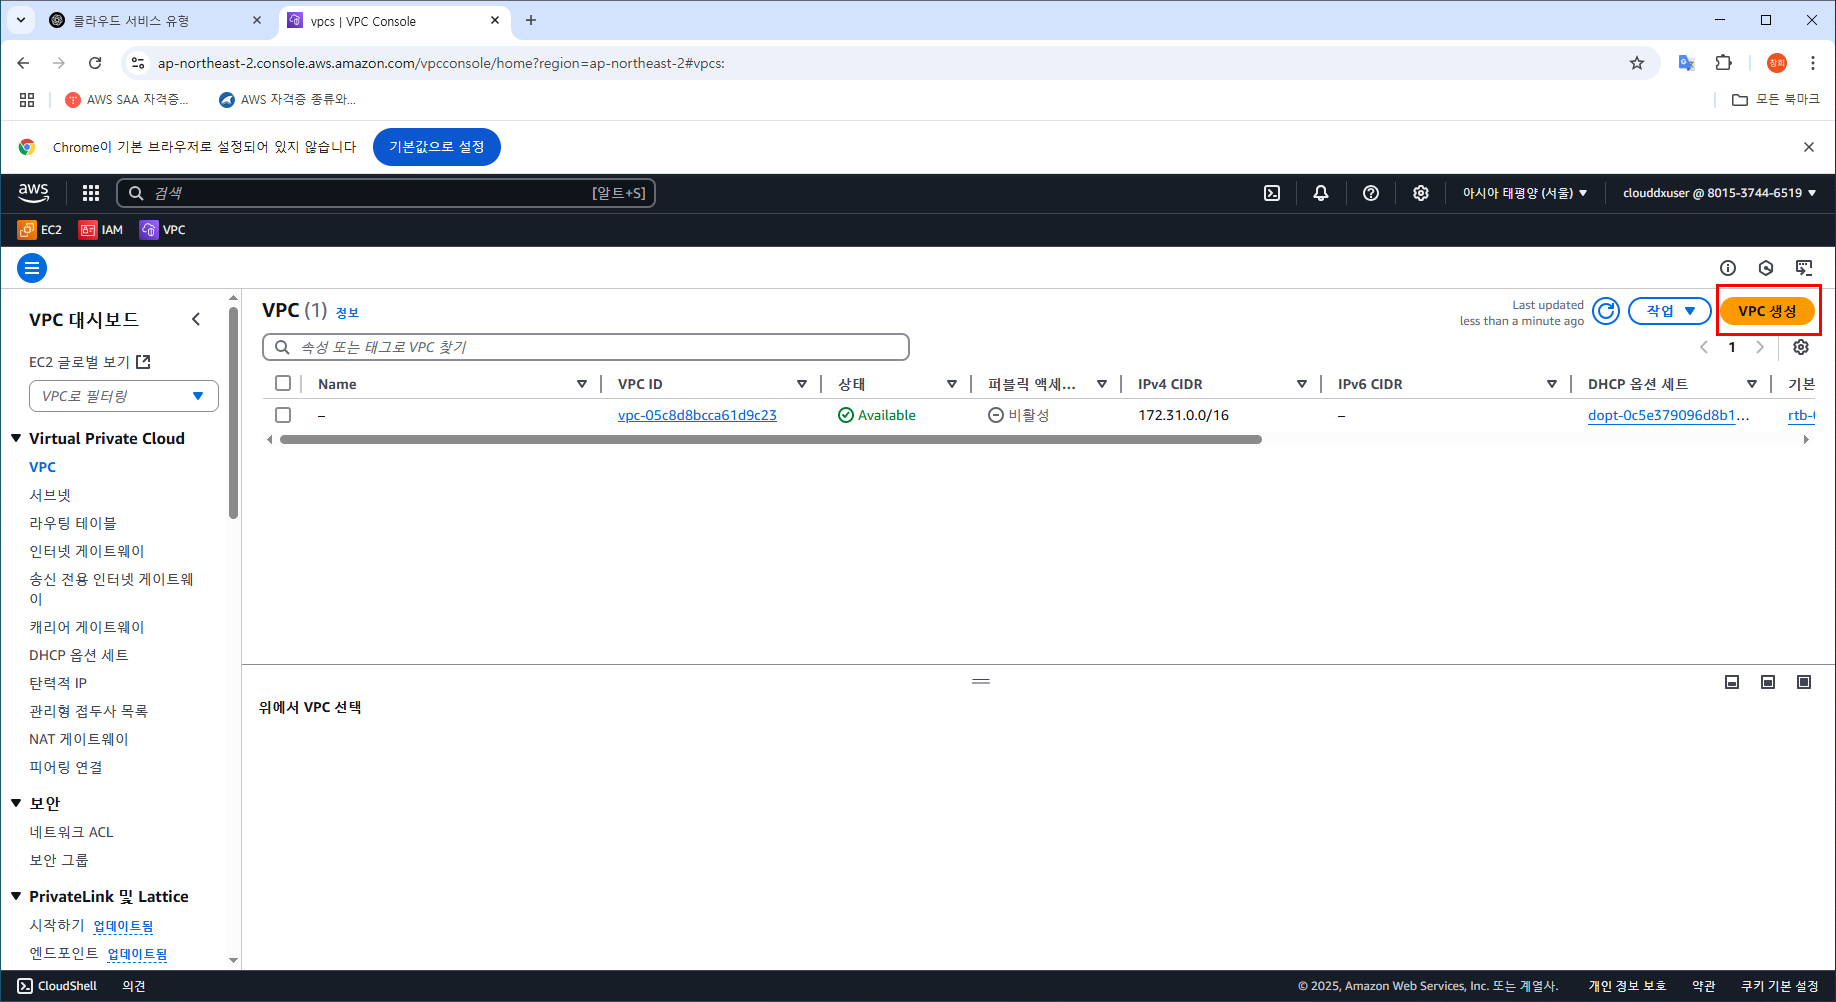 클라우드 서비스 유형
vpcs | VPC Console
ap-northeast-2.console.aws.amazon.com/vpcconsole/home?region=ap-northeast-2#vpcs:
창희
AWS SAA 자격증...
AWS 자격증 종류와...
모든 북마크
Chrome이 기본 브라우저로 설정되어 있지 않습니다
기본값으로 설정
aws
검색
[알트+S]
아시아 태평양 (서울)
clouddxuser @ 8015-3744-6519
EC2
IAM
VPC
VPC 대시보드
EC2 글로벌 보기
VPC로 필터링
Virtual Private Cloud
VPC
서브넷
라우팅 테이블
인터넷 게이트웨이
송신 전용 인터넷 게이트웨
이
캐리어 게이트웨이
DHCP 옵션 세트
탄력적 IP
관리형 접두사 목록
NAT 게이트웨이
피어링 연결
보안
네트워크 ACL
보안 그룹
PrivateLink 및 Lattice
시작하기 업데이트됨
엔드포인트 업데이트됨
VPC (1) 정보
Last updated
less than a minute ago
작업
VPC 생성
속성 또는 태그로 VPC 찾기
1
Name
VPC ID
상태
퍼블릭 액세...
IPv4 CIDR
IPv6 CIDR
DHCP 옵션 세트
기본
–
vpc-05c8d8bcca61d9c23
Available
비활성
172.31.0.0/16
–
dopt-0c5e379096d8b1...
rtb-
위에서 VPC 선택
CloudShell
의견
© 2025, Amazon Web Services, Inc. 또는 계열사.
개인 정보 보호
약관
쿠키 기본 설정